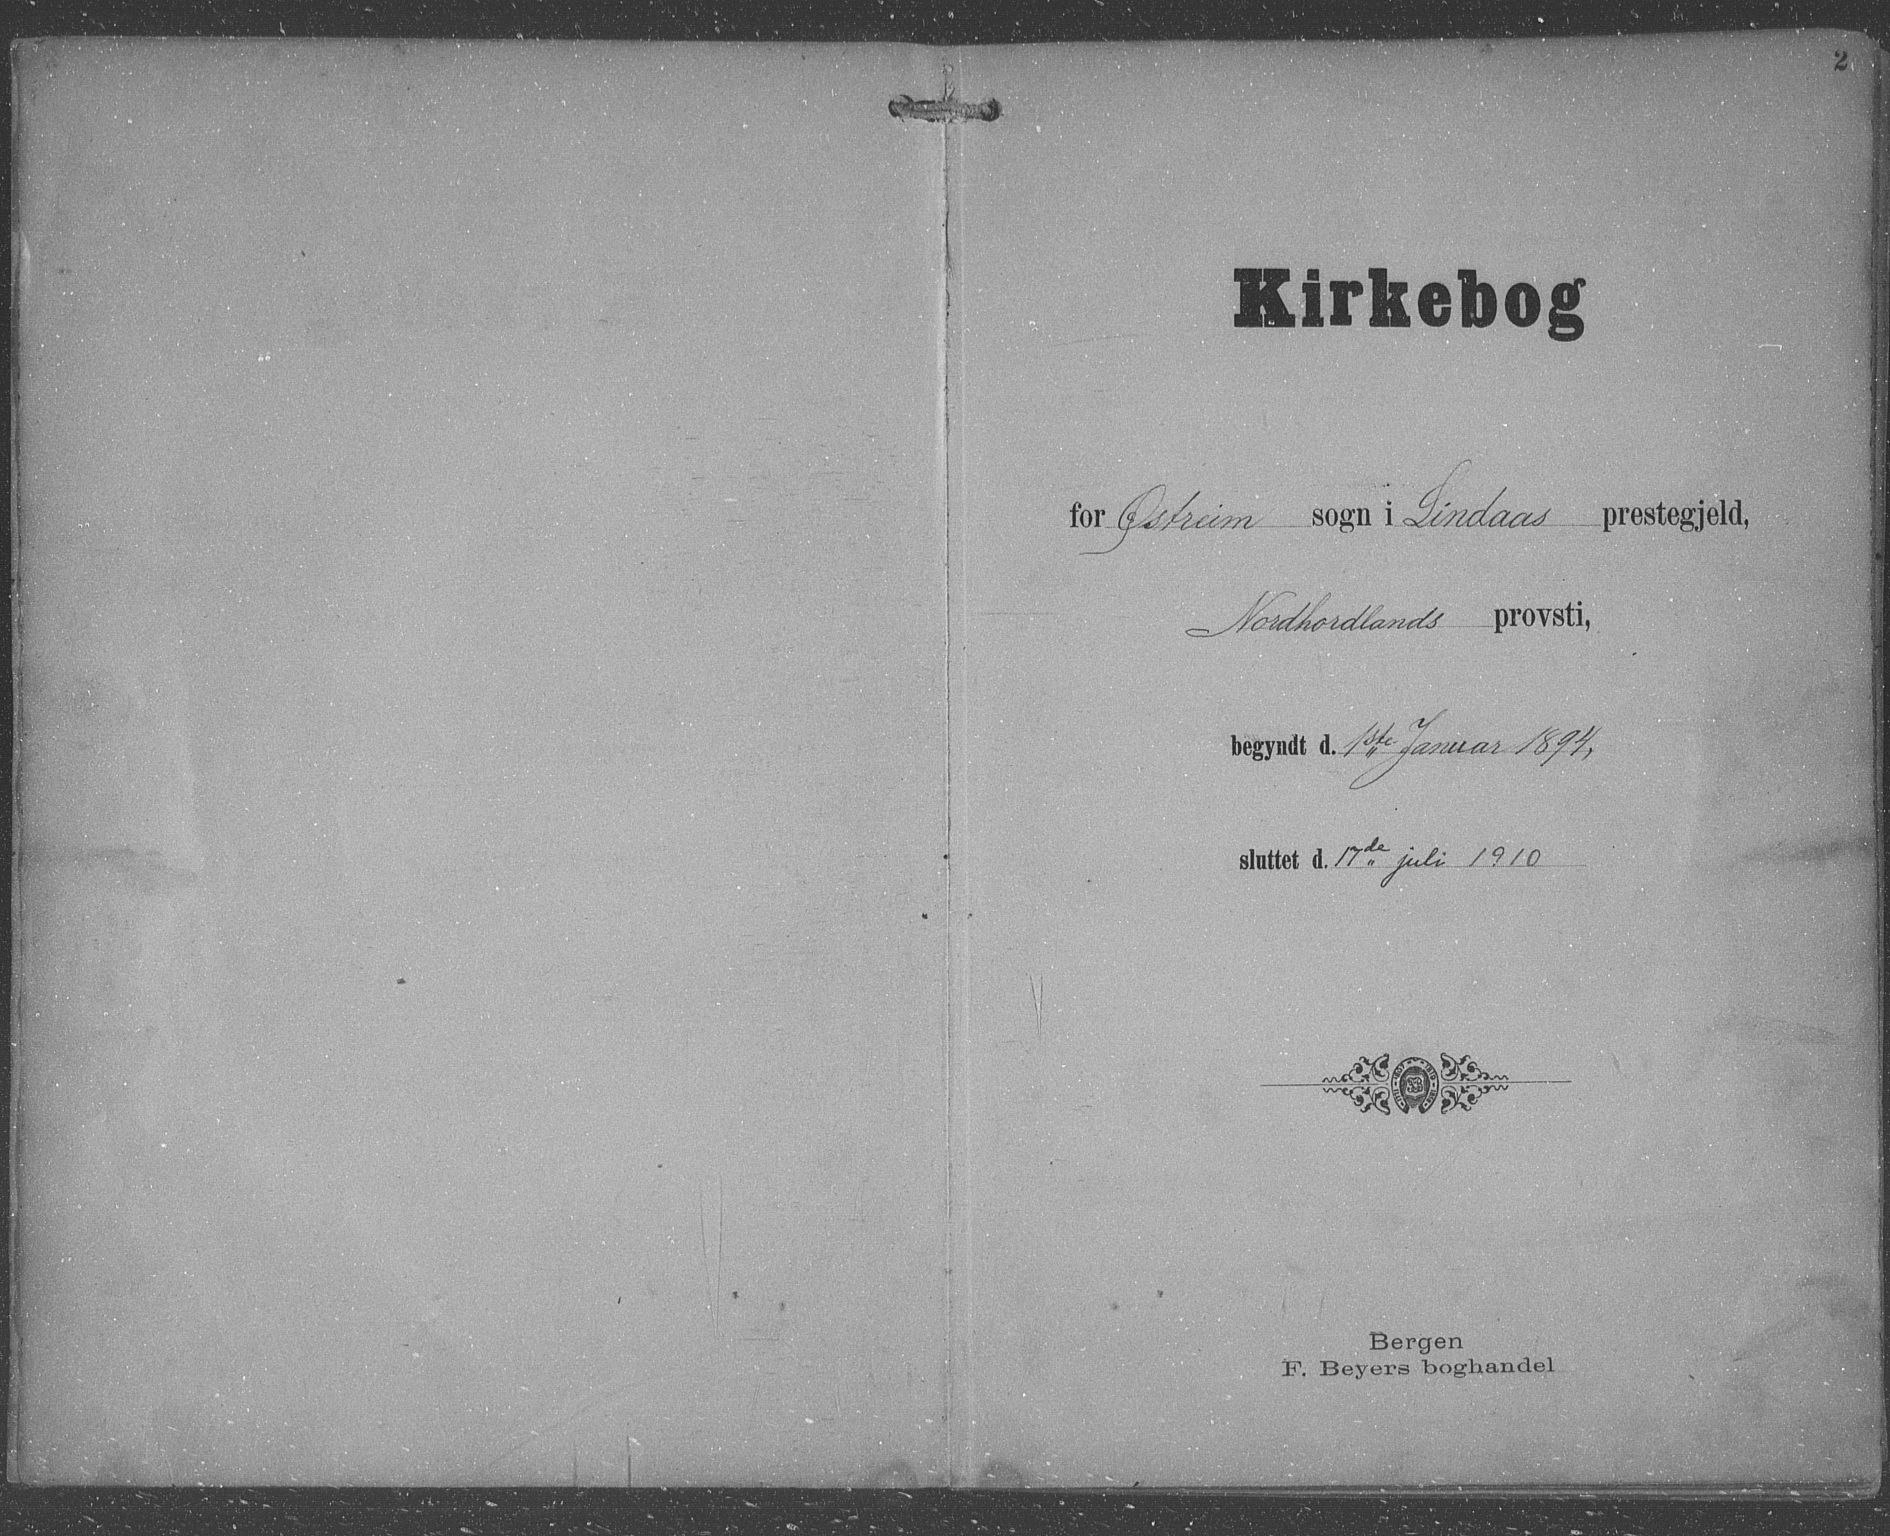 2
Kirkebog
for Østreim sogn i Lindaas prestegjeld,
Nordhordlands provsti,
begyndt d. 1ste Januar 1894,
sluttet d. 17de juli 1910
Bergen
F. Beyers boghandel